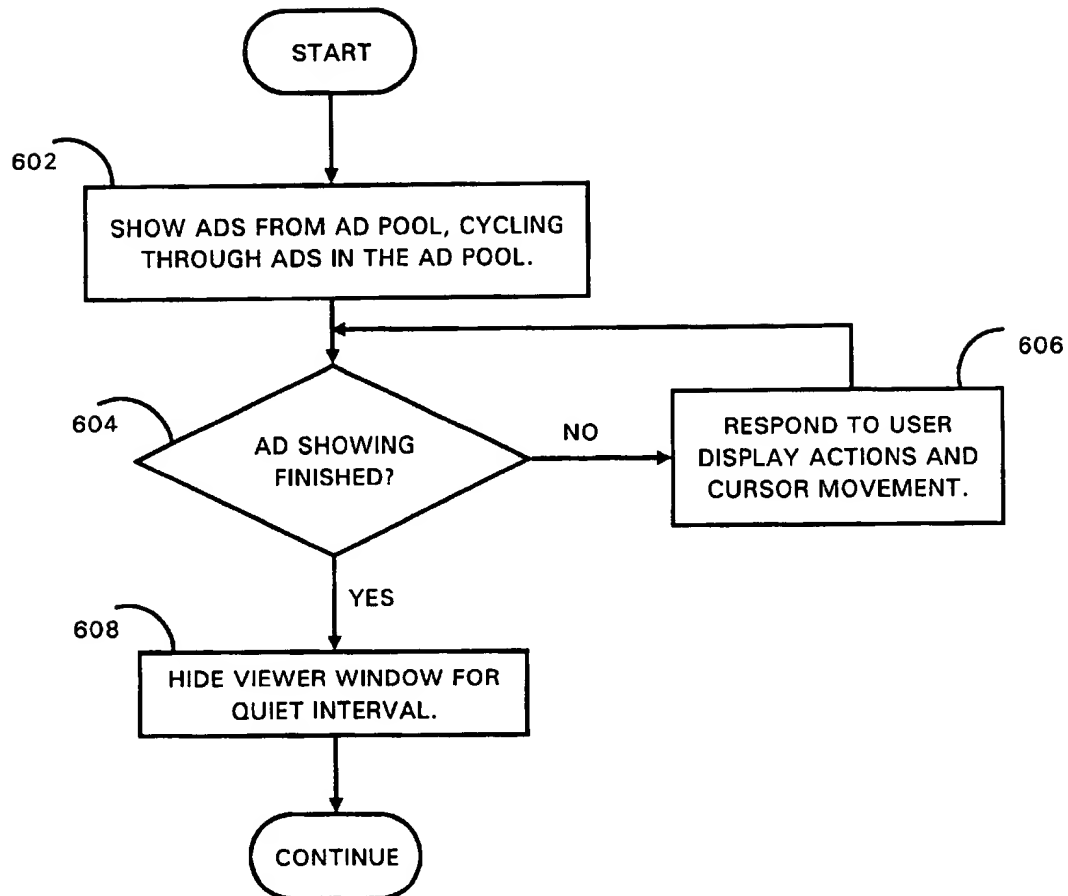 START
602
SHOW ADS FROM AD POOL, CYCLING
THROUGH ADS IN THE AD POOL.
606
604
AD SHOWING
FINISHED?
NO
RESPOND TO USER
DISPLAY ACTIONS AND
CURSOR MOVEMENT.
YES
608
HIDE VIEWER WINDOW FOR
QUIET INTERVAL.
CONTINUE